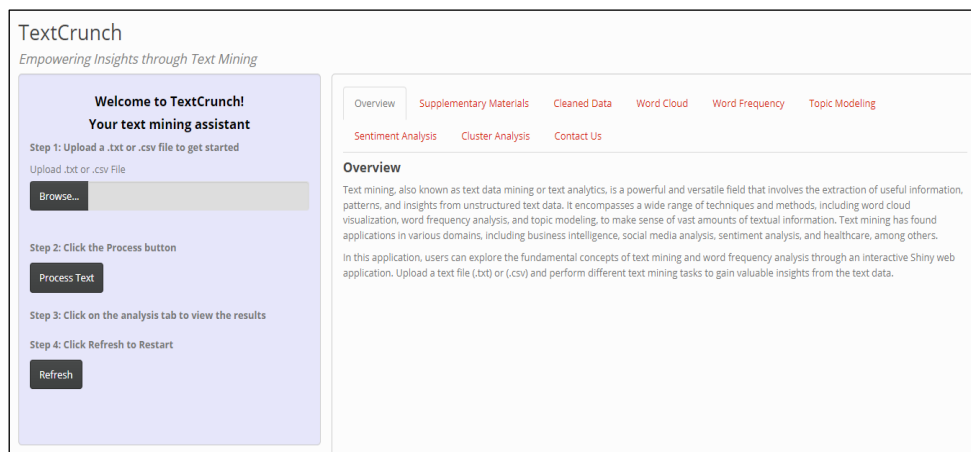 TextCrunch
Empowering Insights through Text Mining
Welcome to TextCrunch!
Your text mining assistant
Step 1: Upload a .txt or .csv file to get started
Upload .txt or .csv File
Browse...
Step 2: Click the Process button
Process Text
Step 3: Click on the analysis tab to view the results
Step 4: Click Refresh to Restart
Refresh
Overview Supplementary Materials Cleaned Data Word Cloud Word Frequency Topic Modeling
Sentiment Analysis Cluster Analysis Contact Us
Overview
Text mining, also known as text data mining or text analytics, is a powerful and versatile field that involves the extraction of useful information,
patterns, and insights from unstructured text data. It encompasses a wide range of techniques and methods, including word cloud
visualization, word frequency analysis, and topic modeling, to make sense of vast amounts of textual information. Text mining has found
applications in various domains, including business intelligence, social media analysis, sentiment analysis, and healthcare, among others.
In this application, users can explore the fundamental concepts of text mining and word frequency analysis through an interactive Shiny web
application. Upload a text file (.txt) or (.csv) and perform different text mining tasks to gain valuable insights from the text data.